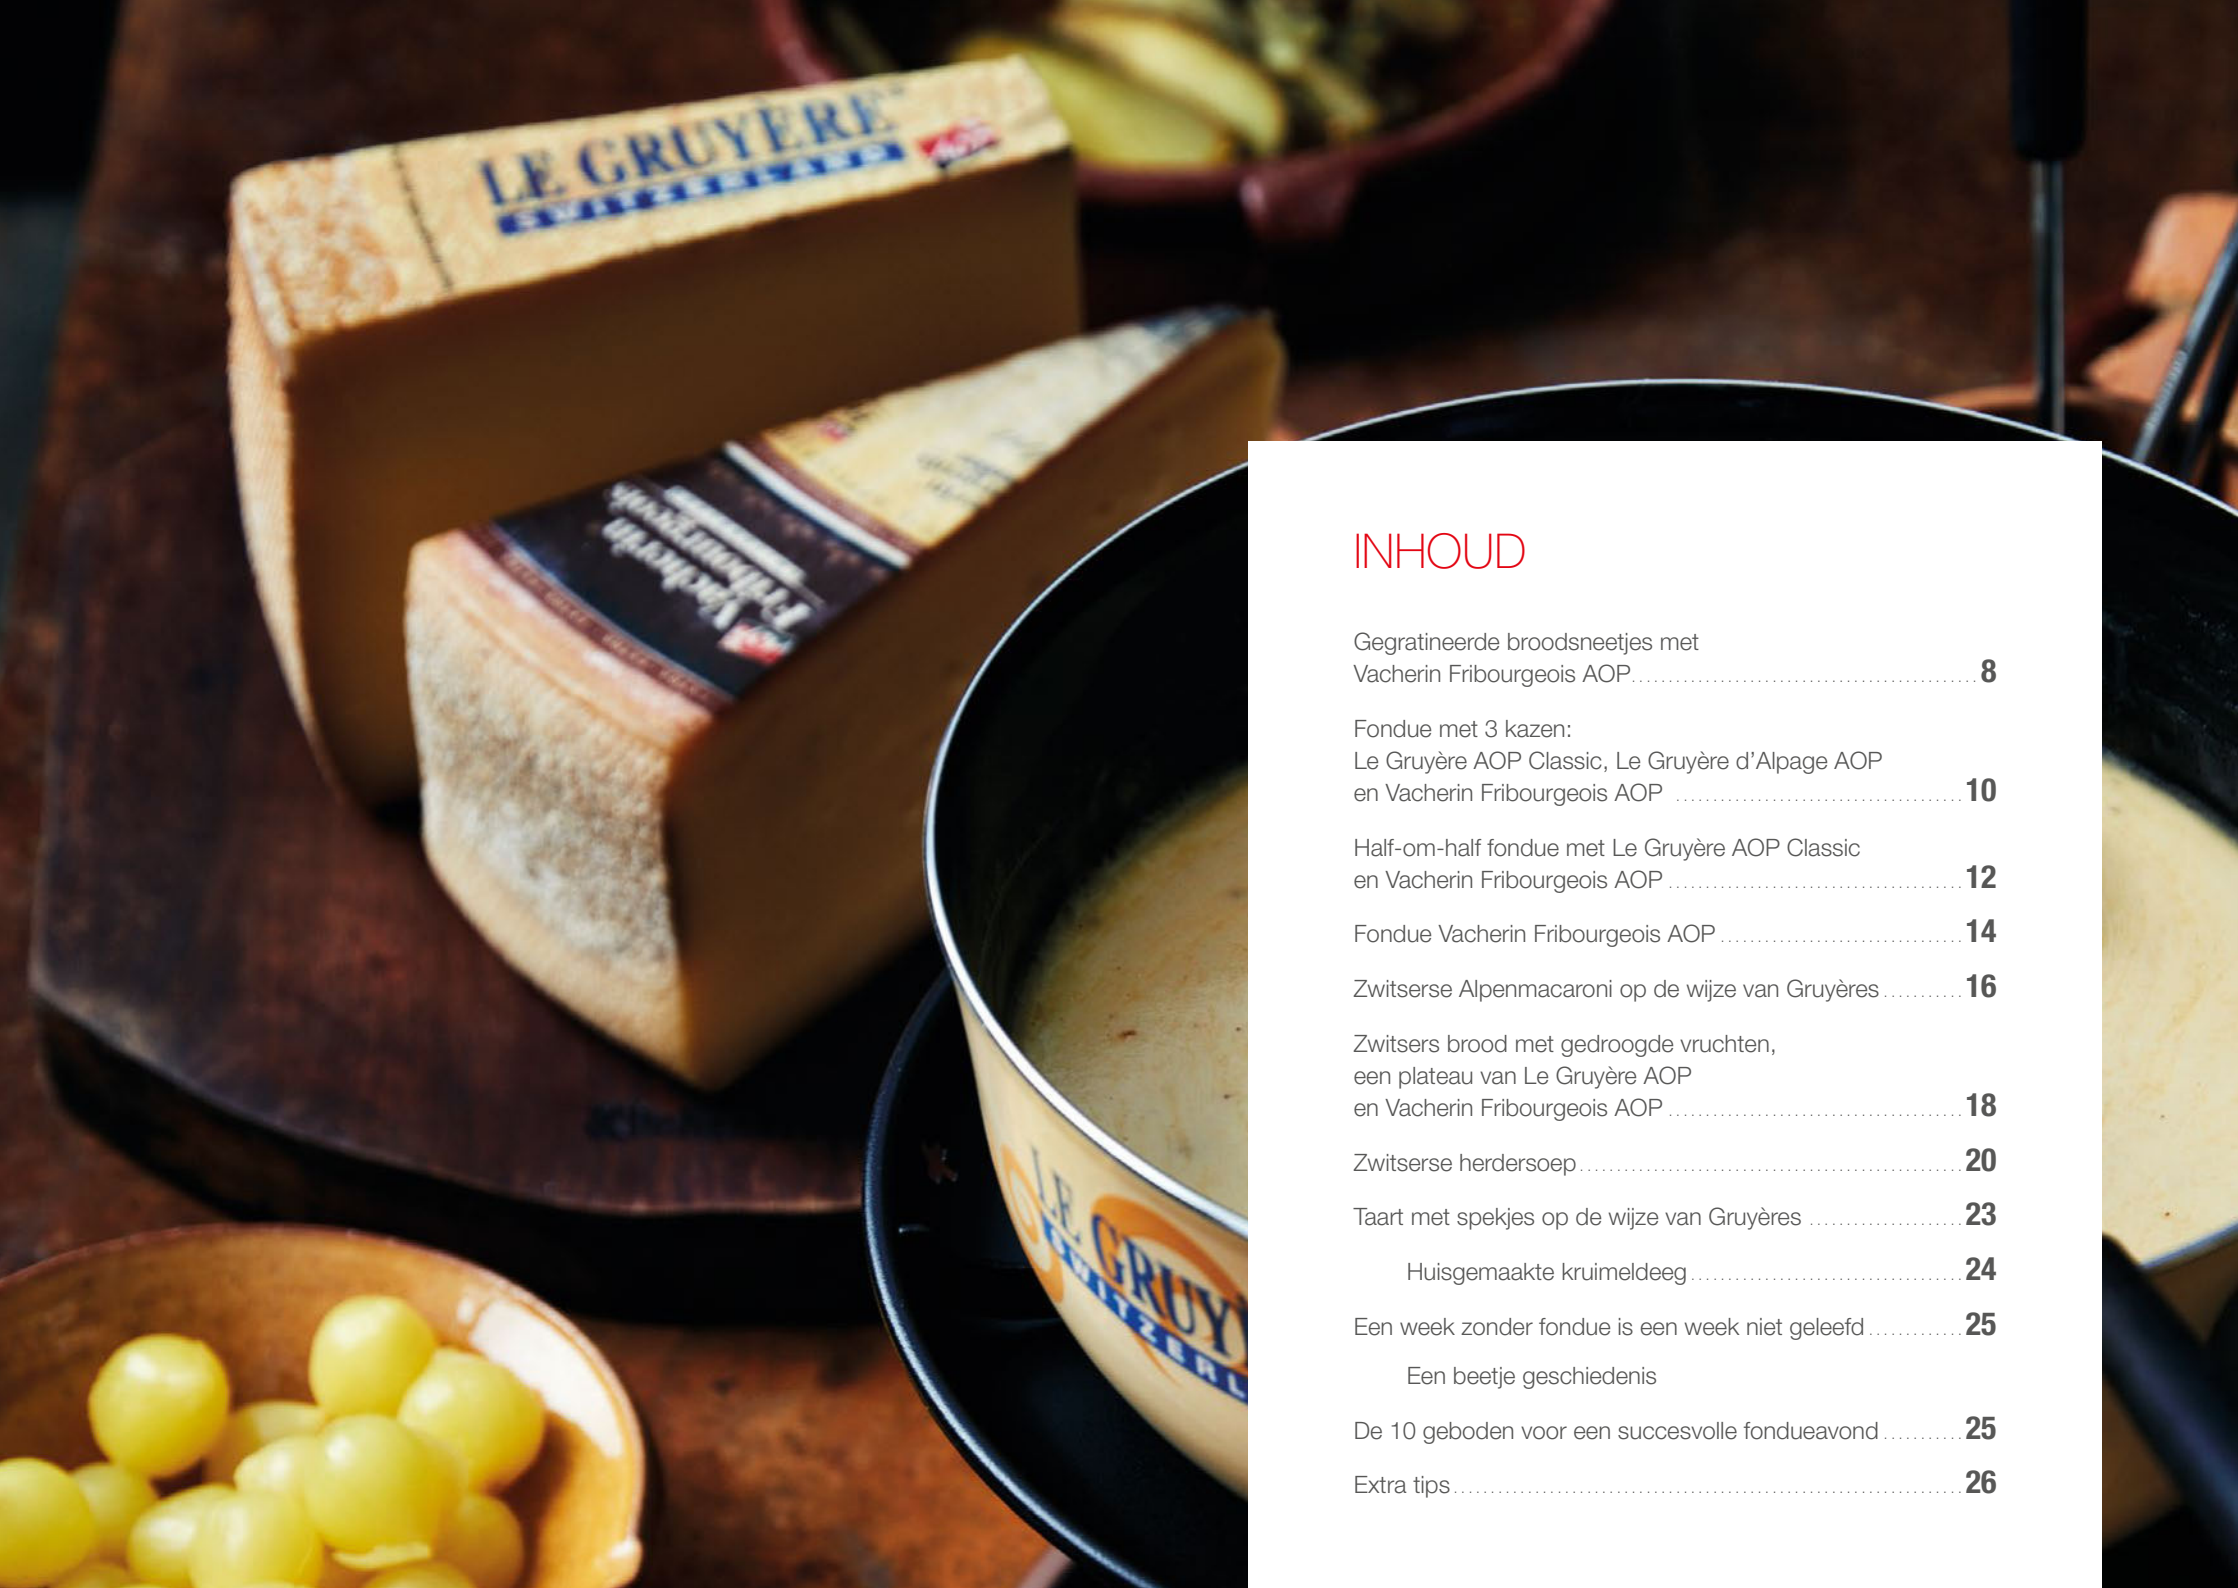 LE GRUYÈRE
SWITZERLAND
AOP
Vacherin
Fribourgeois
LE GRUYÈ
SWITZERL
INHOUD
Gegratineerde broodsneetjes met
Vacherin Fribourgeois AOP 8
Fondue met 3 kazen:
Le Gruyère AOP Classic, Le Gruyère d’Alpage AOP
en Vacherin Fribourgeois AOP 10
Half-om-half fondue met Le Gruyère AOP Classic
en Vacherin Fribourgeois AOP 12
Fondue Vacherin Fribourgeois AOP 14
Zwitserse Alpenmacaroni op de wijze van Gruyères 16
Zwitsers brood met gedroogde vruchten,
een plateau van Le Gruyère AOP
en Vacherin Fribourgeois AOP 18
Zwitserse herdersoep 20
Taart met spekjes op de wijze van Gruyères 23
Huisgemaakte kruimeldeeg 24
Een week zonder fondue is een week niet geleefd 25
Een beetje geschiedenis
De 10 geboden voor een succesvolle fondueavond 25
Extra tips 26